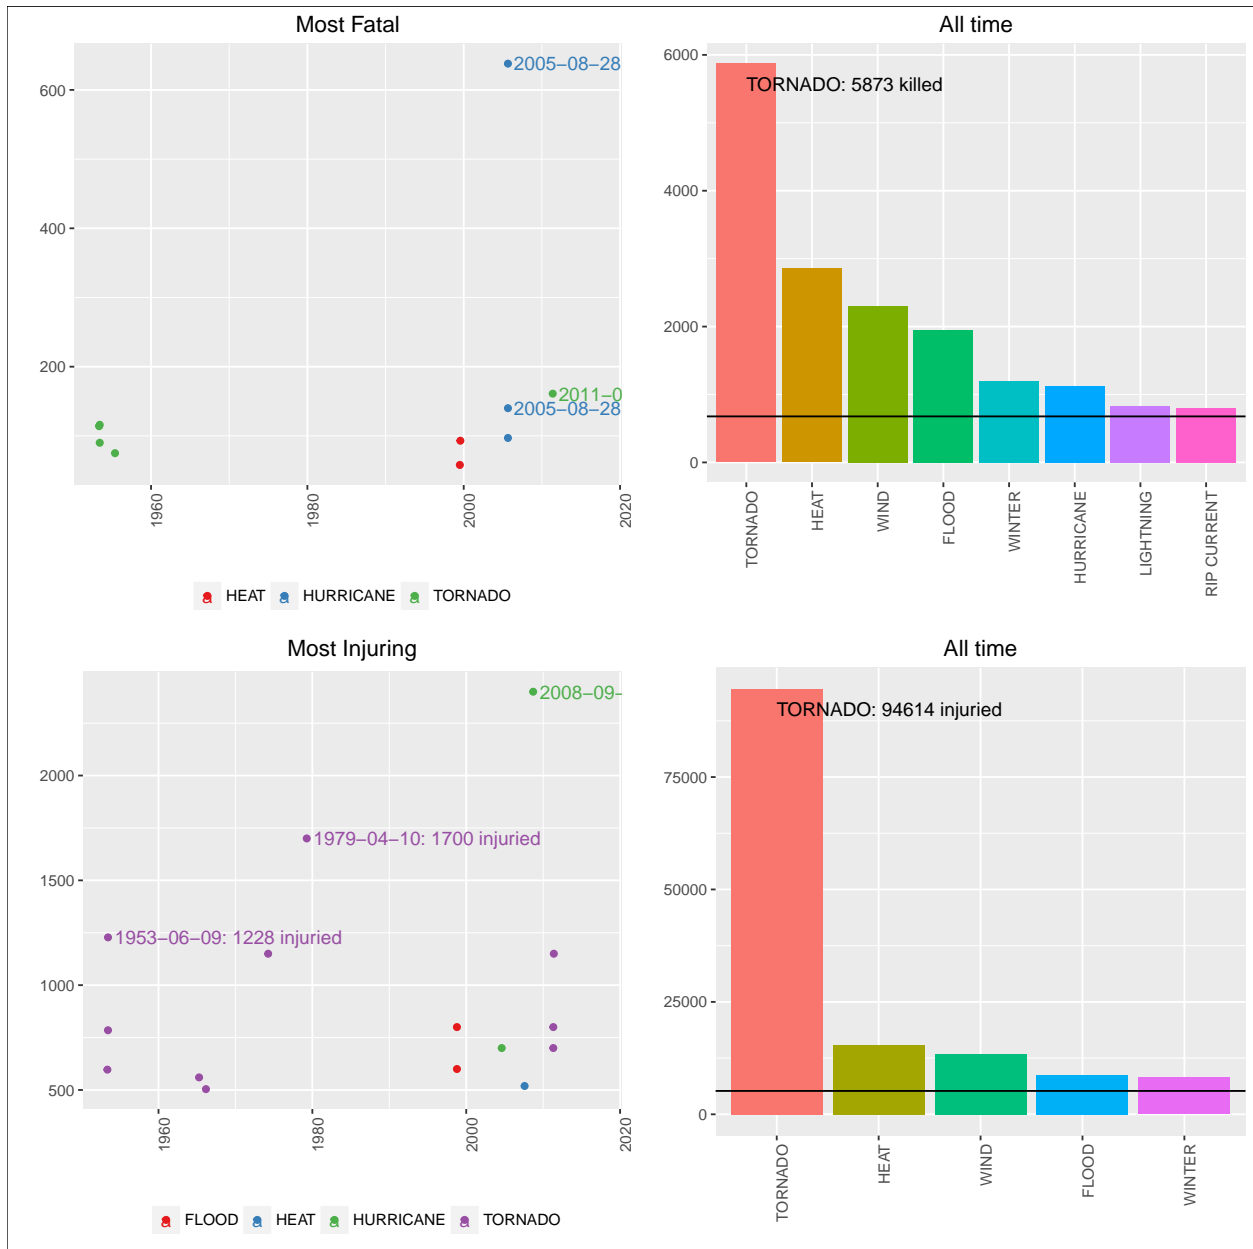 Most Fatal
600
400
200
2005−08−28
2011−0
2005−08−28
1960
1980
2000
2020
HEAT HURRICANE TORNADO
All time
6000
4000
2000
0
TORNADO: 5873 killed
TORNADO
HEAT
WIND
FLOOD
WINTER
HURRICANE
LIGHTNING
RIP CURRENT
Most Injuring
2000
1500
1000
500
2008−09−
1979−04−10: 1700 injuried
1953−06−09: 1228 injuried
1960
1980
2000
2020
FLOOD HEAT HURRICANE TORNADO
All time
75000
50000
25000
0
TORNADO: 94614 injuried
TORNADO
HEAT
WIND
FLOOD
WINTER